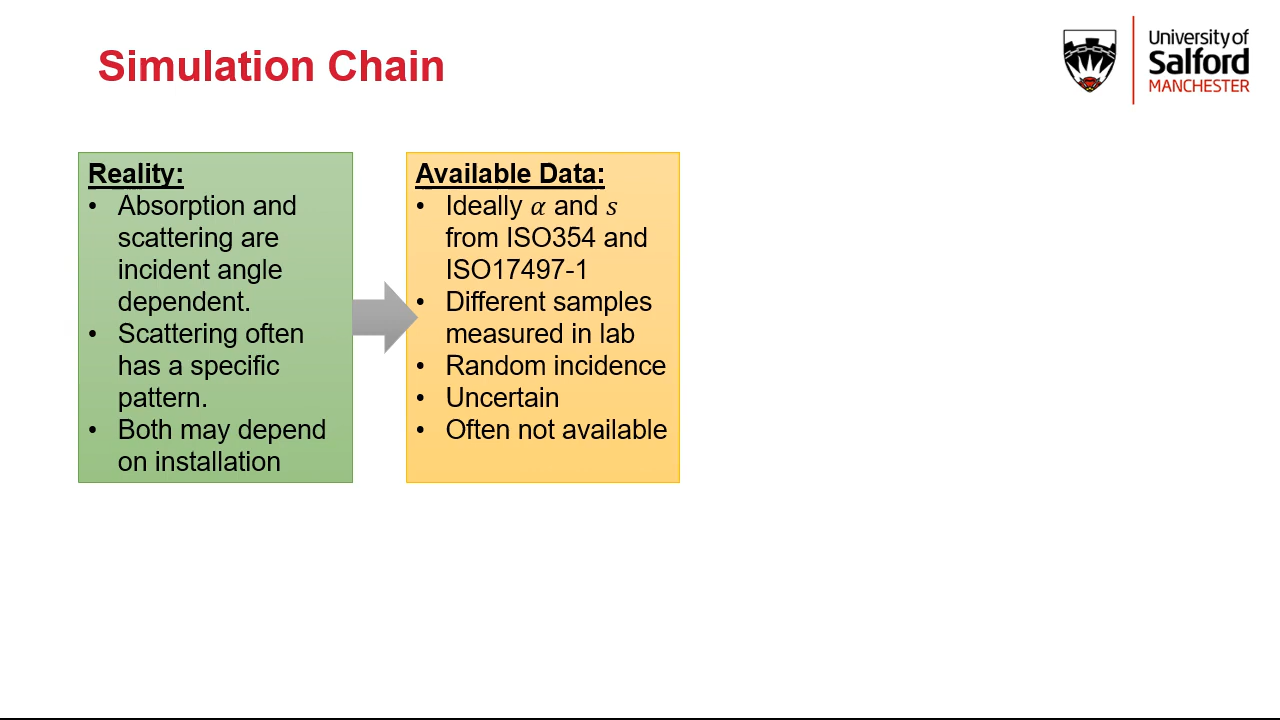 Simulation Chain
University of
Salford
MANCHESTER
Reality:
• Absorption and
scattering are
incident angle
dependent.
• Scattering often
has a specific
pattern.
• Both may depend
on installation
Available Data:
• Ideally α and s
from ISO354 and
ISO17497-1
• Different samples
measured in lab
• Random incidence
• Uncertain
• Often not available